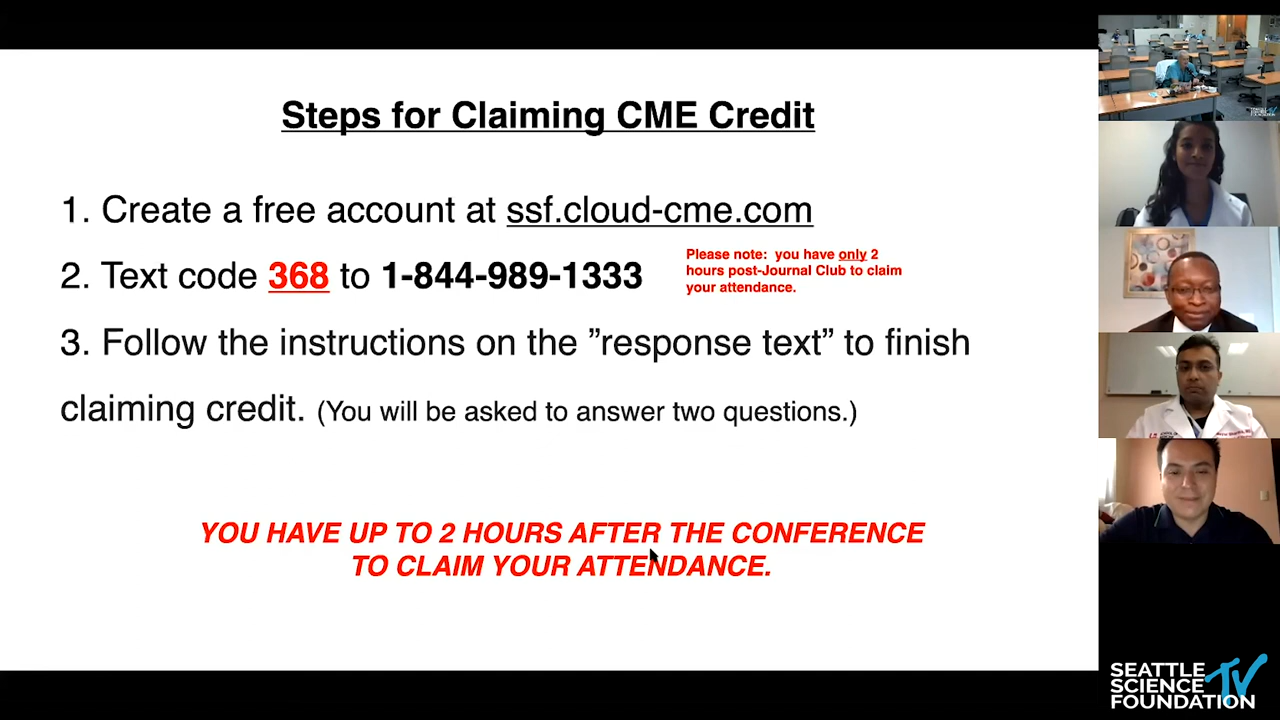 Steps for Claiming CME Credit
1. Create a free account at ssf.cloud-cme.com
2. Text code 368 to 1-844-989-1333
Please note: you have only 2
hours post-Journal Club to claim
your attendance.
3. Follow the instructions on the ”response text” to finish
claiming credit. (You will be asked to answer two questions.)
YOU HAVE UP TO 2 HOURS AFTER THE CONFERENCE
TO CLAIM YOUR ATTENDANCE.
SEATTLE
SCIENCE
FOUNDATION
TV